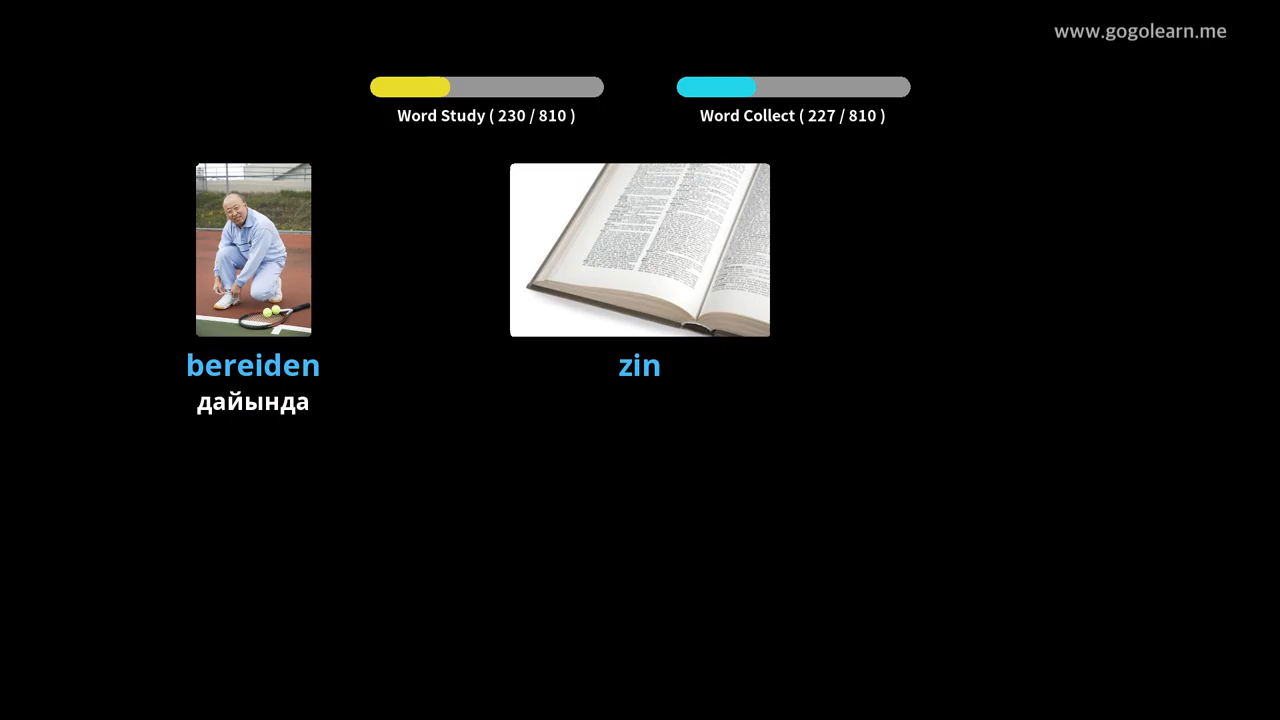 www.gogolearn.me
Word Study ( 230 / 810 )
Word Collect ( 227 / 810 )
bereiden
zin
дайында